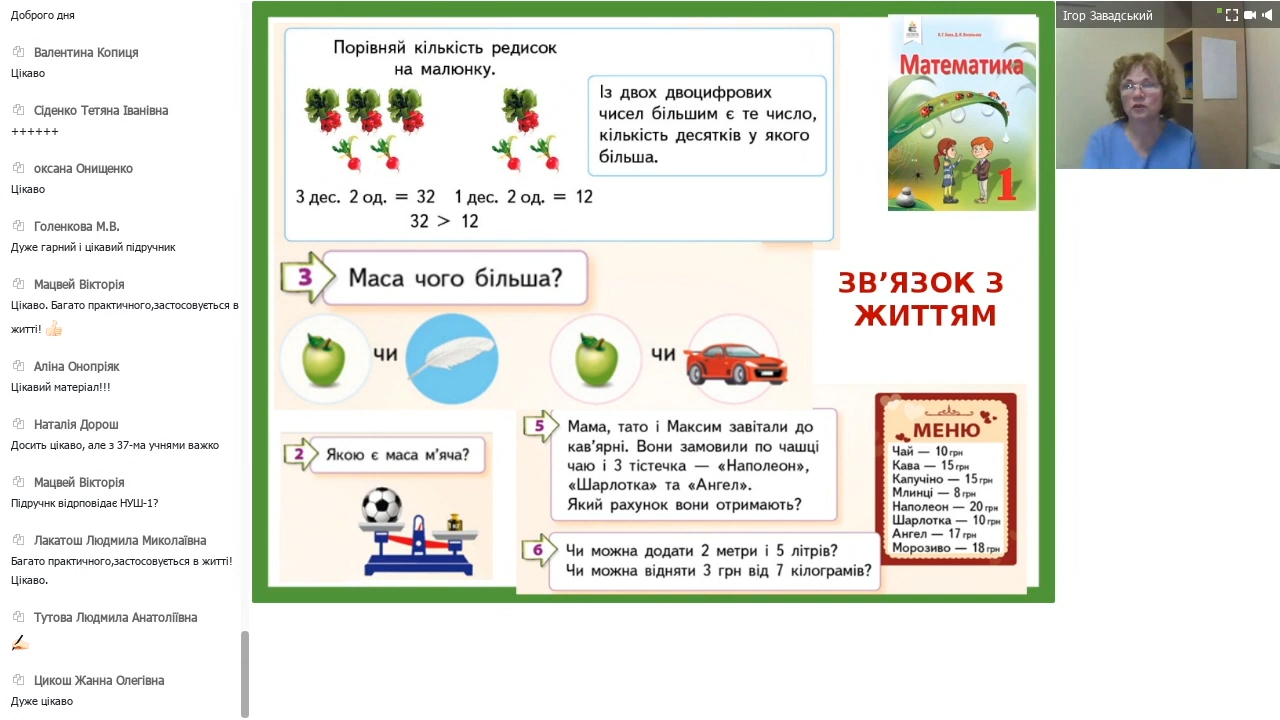 Доброго дня
Валентина Копиця
Цікаво
Сіденко Тетяна Іванівна
++++++
оксана Онищенко
Цікаво
Голенкова М.В.
Дуже гарний і цікавий підручник
Мацвей Вікторія
Цікаво. Багато практичного,застосовується в
житті!
Аліна Онопріяк
Цікавий матеріал!!!
Наталія Дорош
Досить цікаво, але з 37-ма учнями важко
Мацвей Вікторія
Підручнк відрповідає НУШ-1?
Лакатош Людмила Миколаївна
Багато практичного,застосовується в житті!
Цікаво.
Тутова Людмила Анатоліївна
Цикош Жанна Олегівна
Дуже цікаво
Порівняй кількість редисок
на малюнку.
Із двох двоцифрових
чисел більшим є те число,
кількість десятків у якого
більша.
3 дес. 2 од. = 32 1 дес. 2 од. = 12
32 > 12
Математика
1
3 Маса чого більша?
чи
чи
ЗВ’ЯЗОК З
ЖИТТЯМ
2 Якою є маса м’яча?
5 Мама, тато і Максим завітали до
кав’ярні. Вони замовили по чашці
чаю і 3 тістечка — «Наполеон»,
«Шарлотка» та «Ангел».
Який рахунок вони отримають?
6 Чи можна додати 2 метри і 5 літрів?
Чи можна відняти 3 грн від 7 кілограмів?
МЕНЮ
Чай — 10 грн
Кава — 15 грн
Капучіно — 15 грн
Млинці — 8 грн
Наполеон — 20 грн
Шарлотка — 10 грн
Ангел — 17 грн
Морозиво — 18 грн
Ігор Завадський